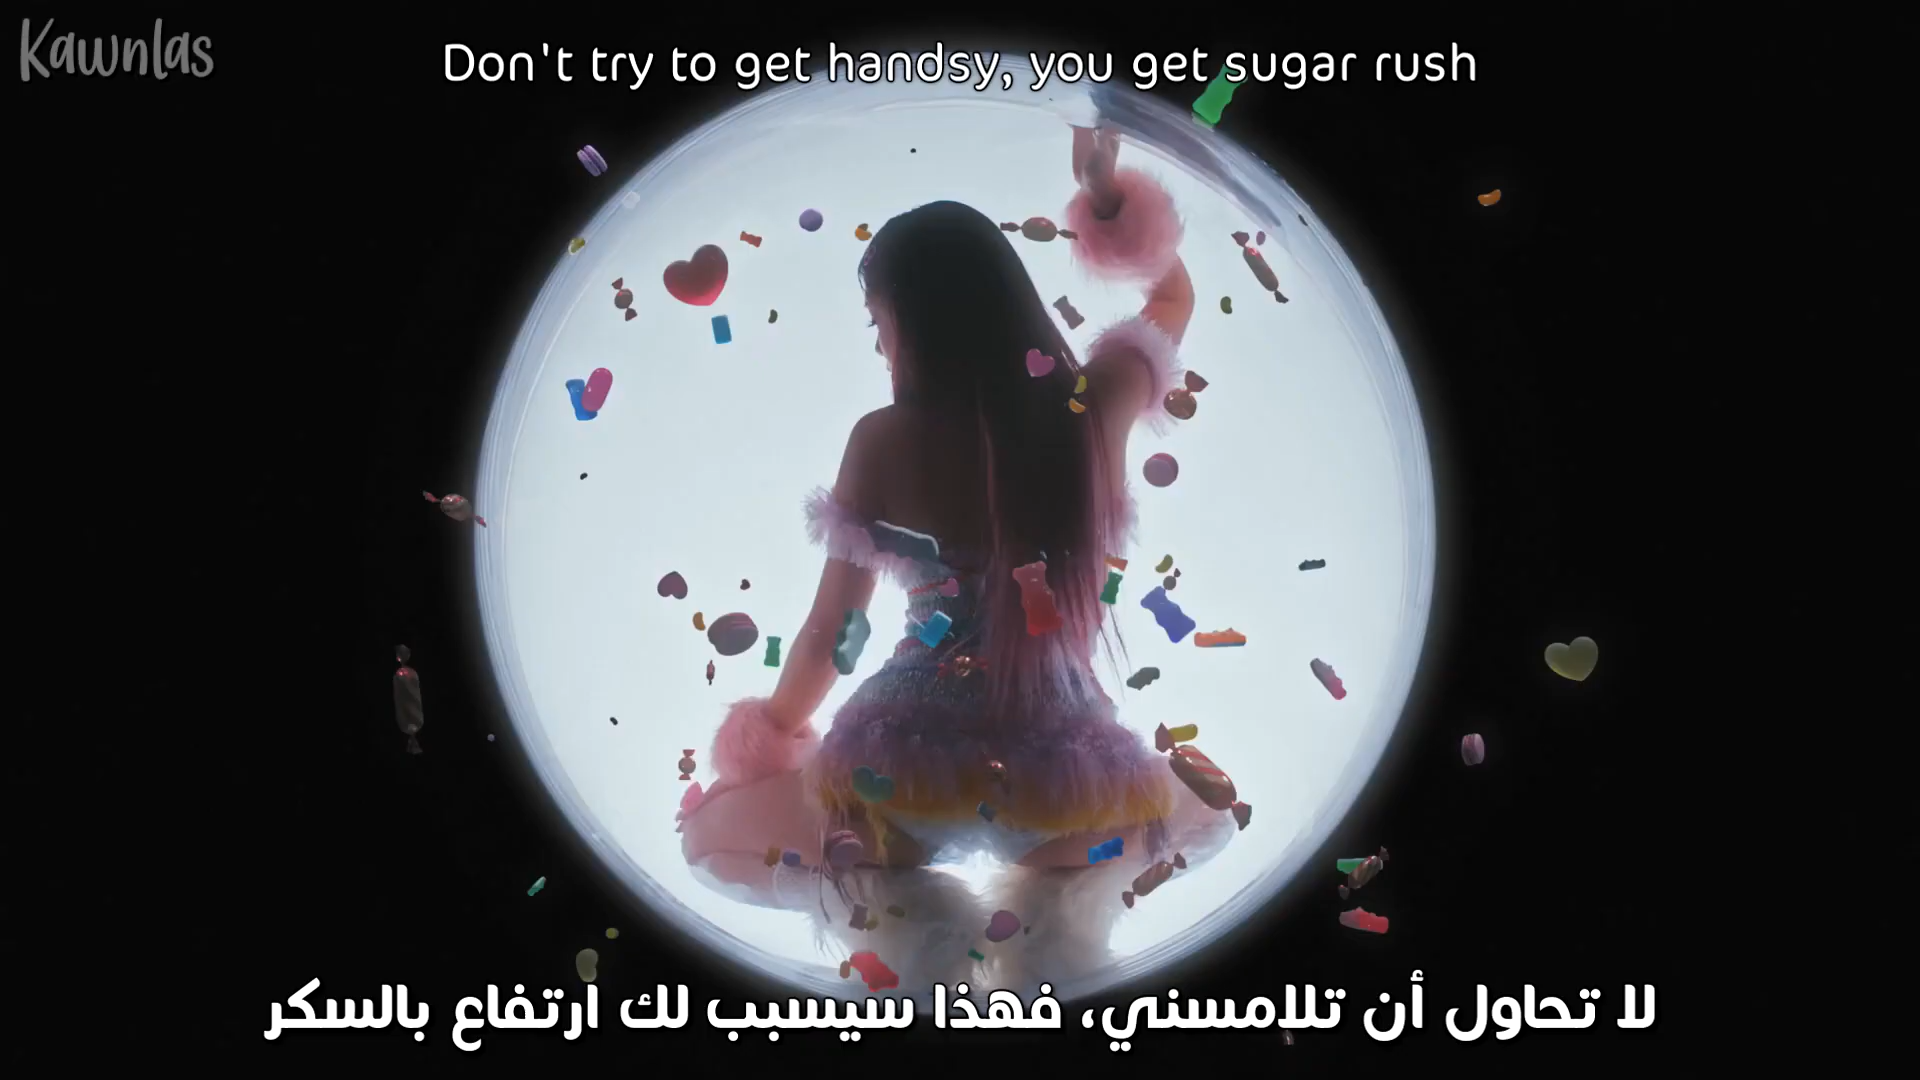 Kawnlas
Don't try to get handsy, you get sugar rush
لا تحاول أن تلامسني، فهذا سيسبب لك ارتفاع بالسكر